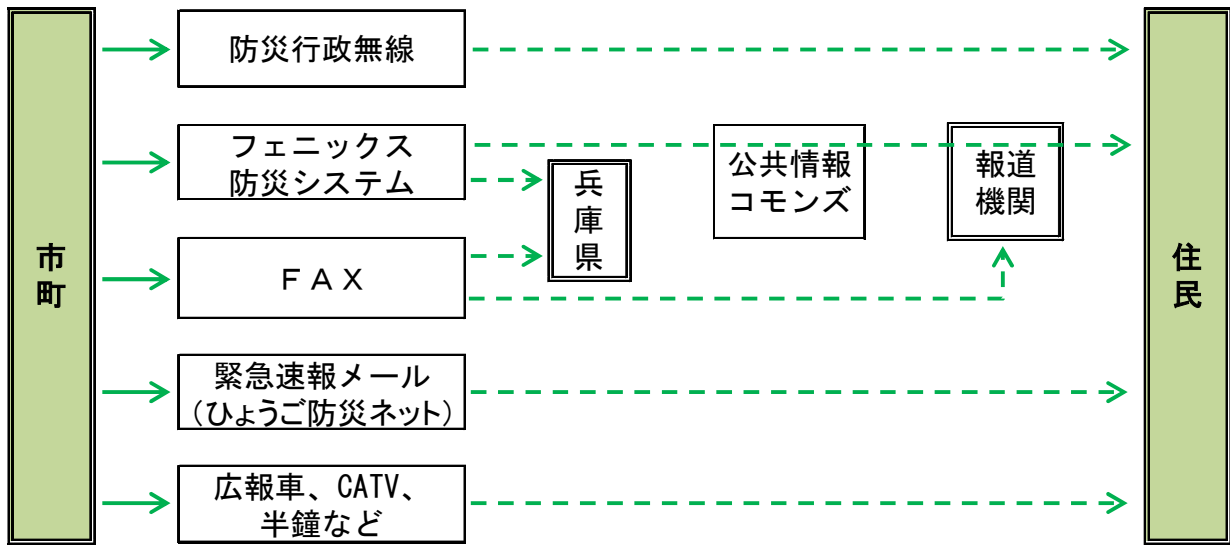 市
町
防災行政無線
フェニックス
防災システム
兵
庫
県
公共情報
コモンズ
報道
機関
ＦＡＸ
緊急速報メール
（ひょうご防災ネット）
広報車、CATV、
半鐘など
住
民